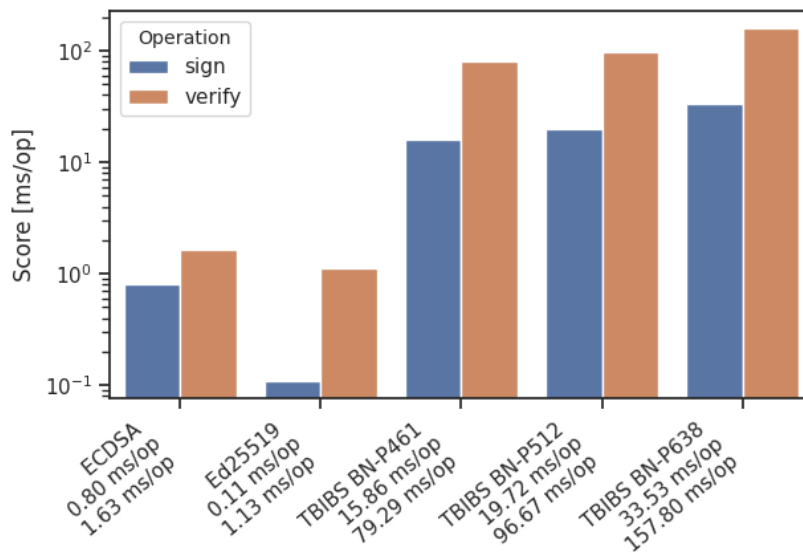 Operation
sign
verify
Score [ms/op]
10²
10¹
10⁰
10⁻¹
ECDSA
0.80 ms/op
1.63 ms/op
Ed25519
0.11 ms/op
1.13 ms/op
TBIBS BN-P461
15.86 ms/op
79.29 ms/op
TBIBS BN-P512
19.72 ms/op
96.67 ms/op
TBIBS BN-P638
33.53 ms/op
157.80 ms/op